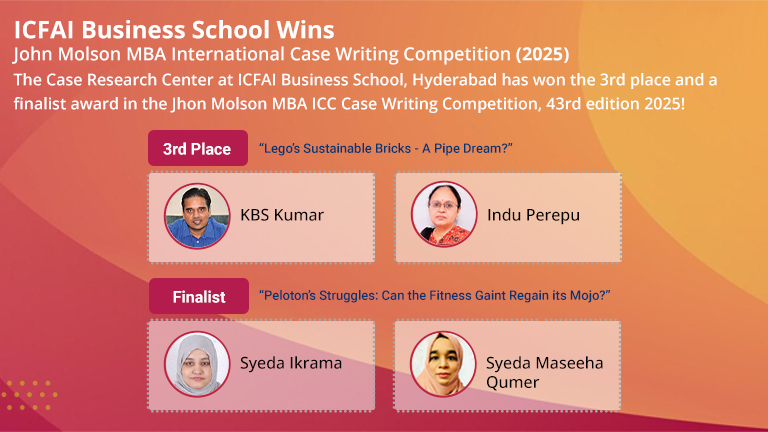 ICFAI Business School Wins
John Molson MBA International Case Writing Competition (2025)
The Case Research Center at ICFAI Business School, Hyderabad has won the 3rd place and a
finalist award in the Jhon Molson MBA ICC Case Writing Competition, 43rd edition 2025!
3rd Place
“Lego’s Sustainable Bricks - A Pipe Dream?”
KBS Kumar
Indu Perepu
Finalist
“Peloton’s Struggles: Can the Fitness Gaint Regain its Mojo?”
Syeda Ikrama
Syeda Maseeha
Qumer